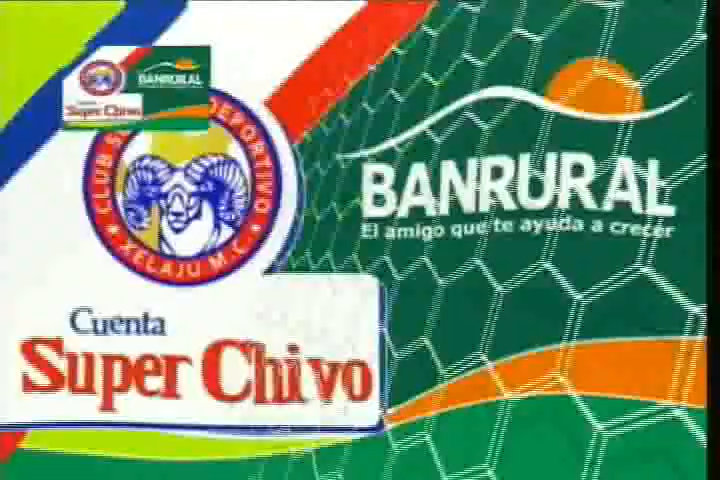 BANRURAL
Super Chivo
CLUB S DEPORTIVO
XELAJU M.C.
BANRURAL
El amigo que te ayuda a crecer
Cuenta
Super Chivo